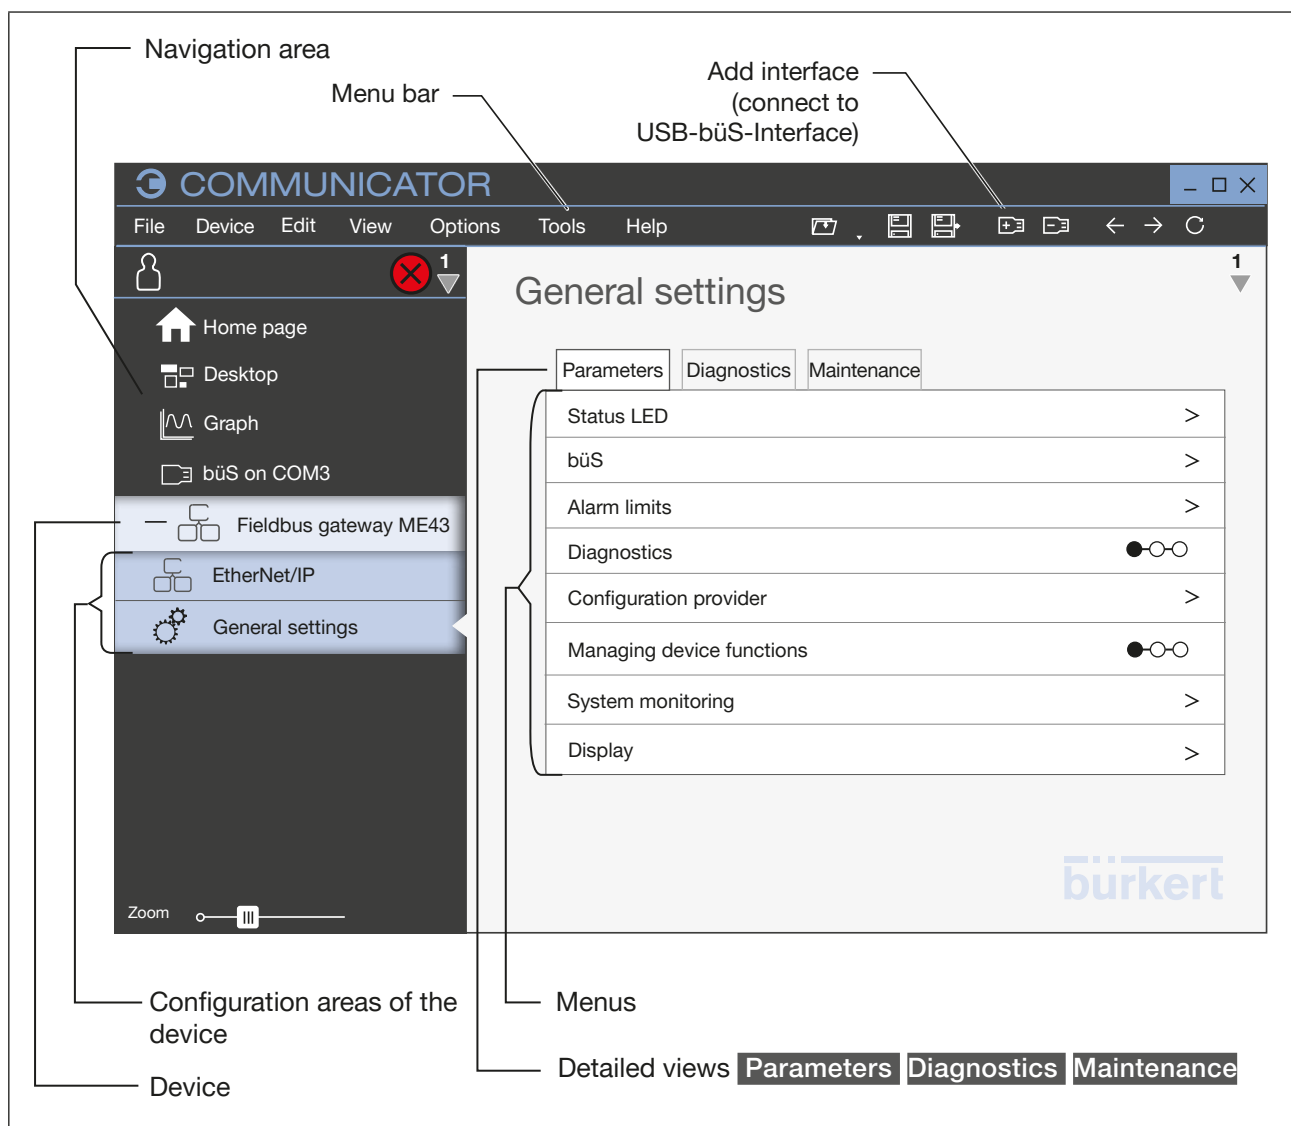 Navigation area
Menu bar
Add interface
(connect to
USB-büS-Interface)
COMMUNICATOR
File Device Edit View Options Tools Help
1
1
General settings
Home page
Desktop
Graph
büS on COM3
Fieldbus gateway ME43
EtherNet/IP
General settings
Parameters Diagnostics Maintenance
Status LED >
büS >
Alarm limits >
Diagnostics
Configuration provider >
Managing device functions
System monitoring >
Display >
bürkert
Zoom
Configuration areas of the
device
Device
Menus
Detailed views Parameters Diagnostics Maintenance